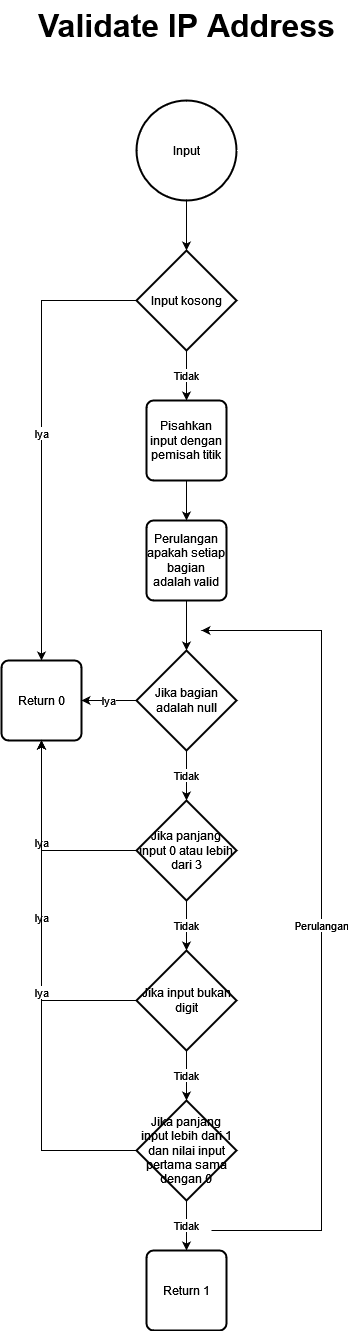 Validate IP Address
Input
Input kosong
Tidak
Pisahkan
input dengan
pemisah titik
Iya
Perulangan
apakah setiap
bagian
adalah valid
Jika bagian
adalah null
Iya
Return 0
Tidak
Jika panjang
input 0 atau lebih
dari 3
Iya
Iya
Tidak
Perulangan
Jika input bukan
digit
Iya
Tidak
Jika panjang
input lebih dari 1
dan nilai input
pertama sama
dengan 0
Tidak
Return 1